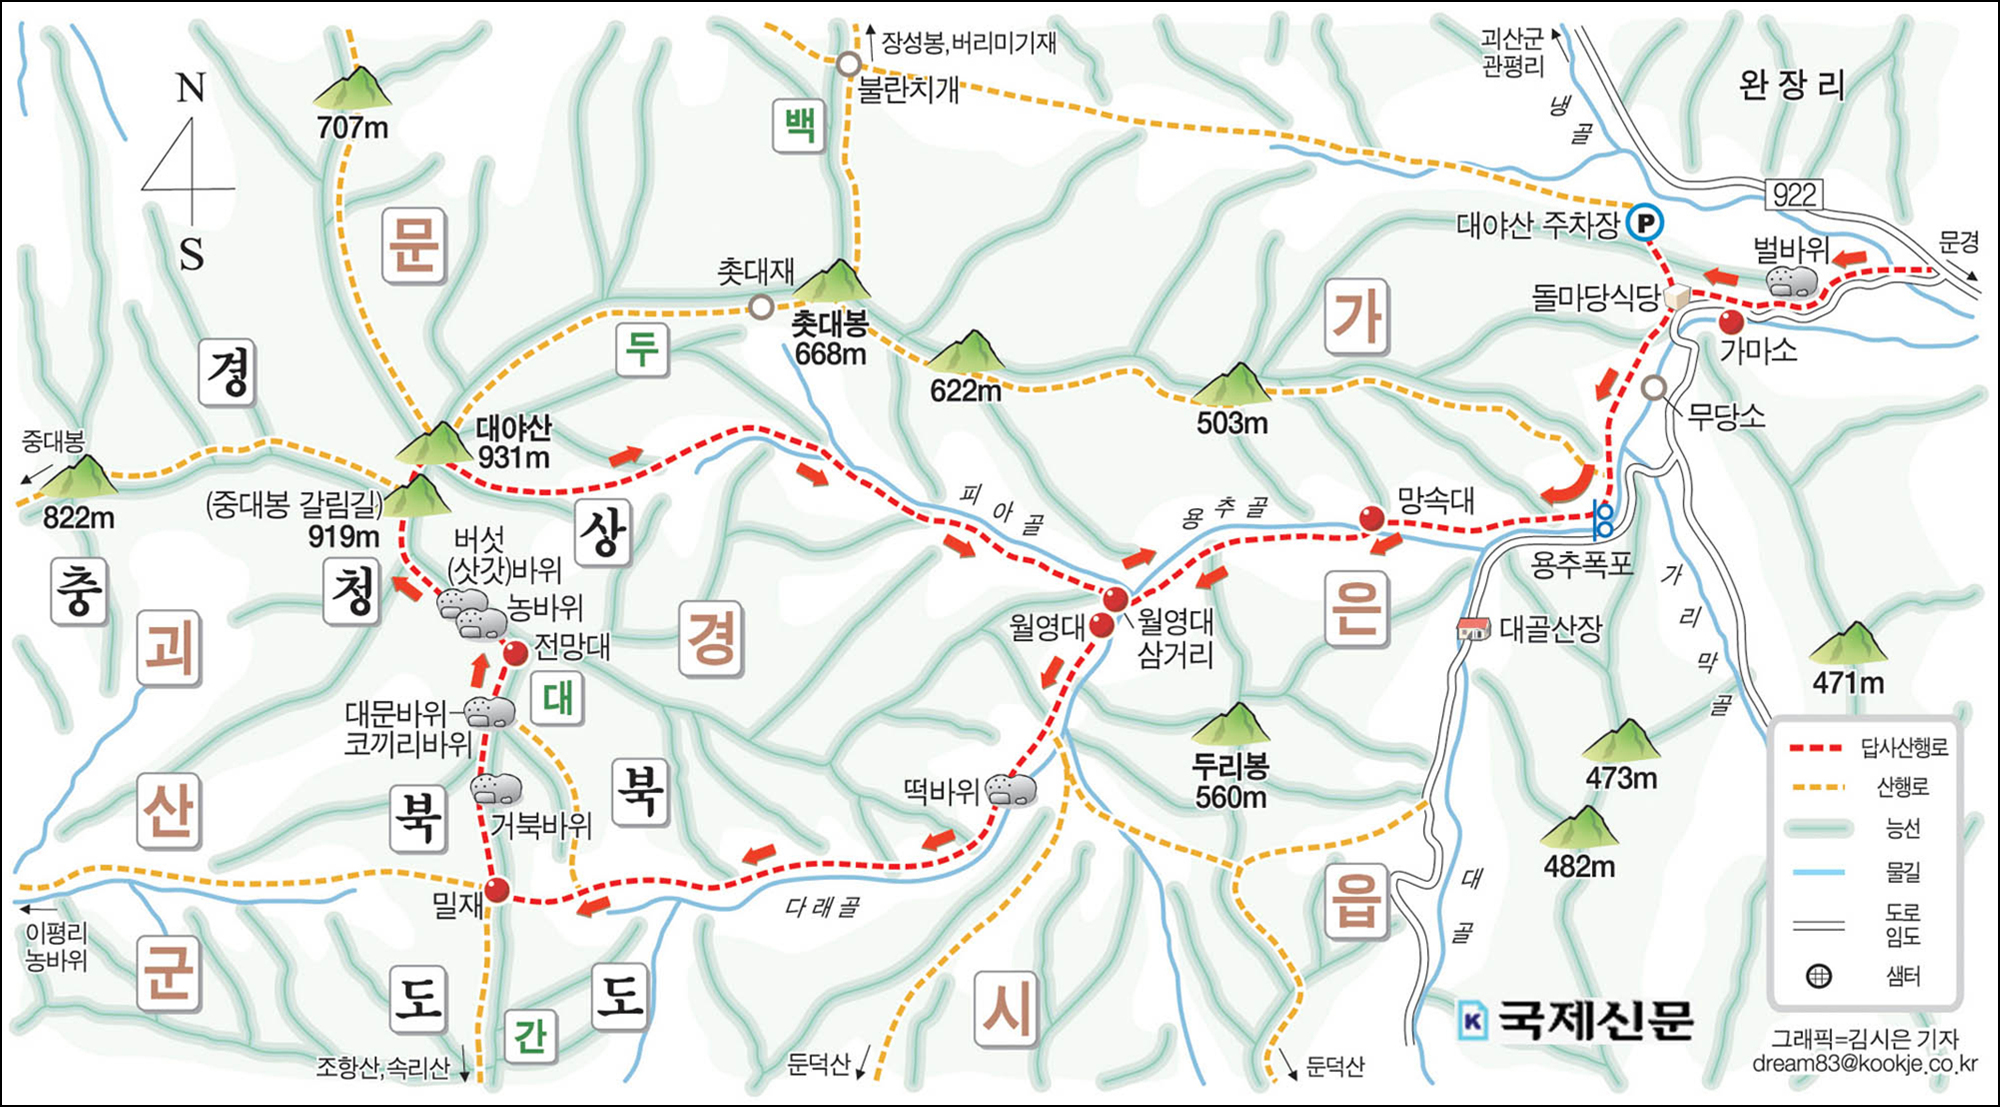 N
S
707m
장성봉,버리미기재
불란치개
백
괴산군
관평리
냉골
완장리
922
대야산 주차장
벌바위
문경
돌마당식당
가마소
무당소
문
촛대재
촛대봉
668m
두
622m
503m
가
경
중대봉
822m
대야산
931m
(중대봉 갈림길)
919m
상
피아골
용추골
망속대
용추폭포
가리막골
충
청
버섯
(삿갓)바위
농바위
전망대
괴
경
월영대
월영대
삼거리
은
대골산장
471m
대문바위
코끼리바위
대
거북바위
산
북
북
떡바위
두리봉
560m
473m
482m
밀재
다래골
읍
대골
이평리
농바위
군
도
간
도
시
조항산,속리산
둔덕산
둔덕산
답사산행로
산행로
능선
물길
도로
임도
샘터
국제신문
그래픽=김시은 기자
dream83@kookje.co.kr
P
K